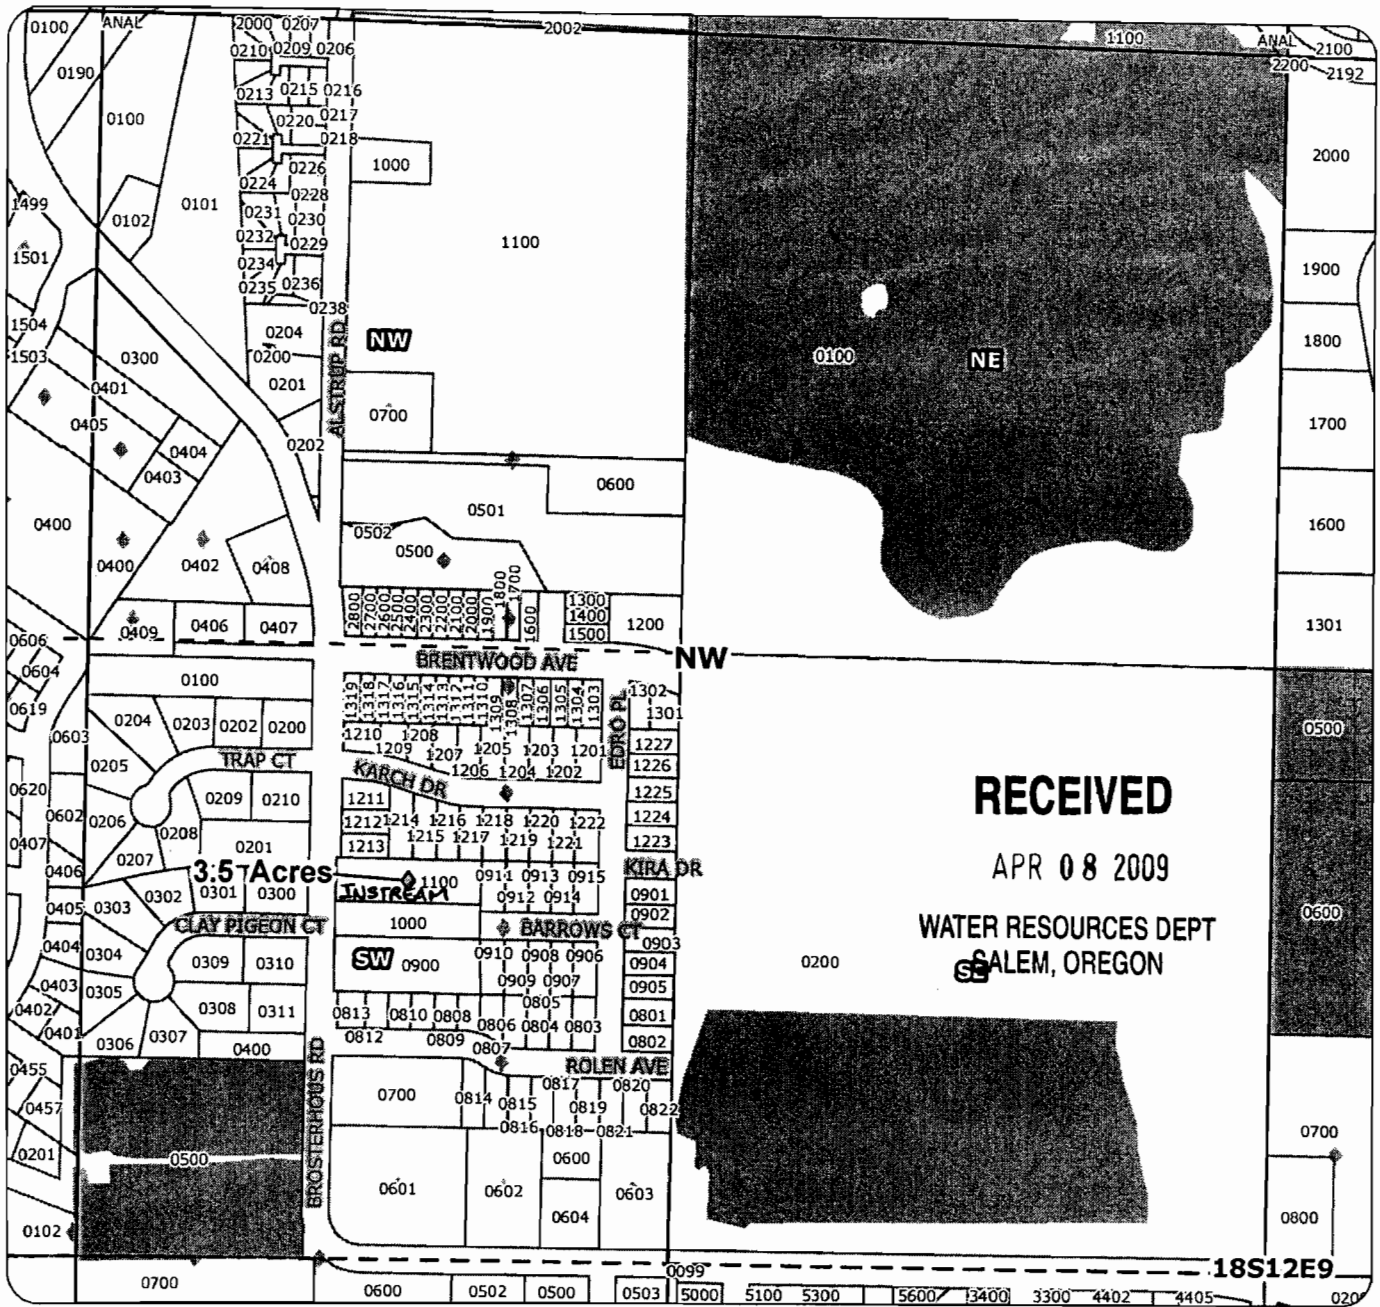 0100 ANAL 2000 0207 2002 1100 ANAL 2100
0210 0209 0206 2200 2192
0190
0213 0215 0216
0100 0220 0217
0221 0218
1000 2000
0226
0224
0228
1499 0102 0101 0231 0230
0232 0229 1100
1501 0234
0235 0236 1900
0238
1504 0204
NW 1800
1503 0300 0200 0100 NE
0401 0201
ALSTRUP RD
0405 0700 1700
0404 0202
0403 0600
0501
0400 0502 1600
0400 0402 0408 0500
2800 2700 2600 2500 2400 2300 2200 2100 2000 1900 1800 1700 1600
1300
1400
1500
1200 1301
0409 0406 0407
0606
BRENTWOOD AVE NW
0604 0100
1319 1318 1317 1316 1315 1314 1313 1312 1311 1310 1309 1308 1307 1306 1305 1304 1303
1302
1301
0619 0204 0203 0202 0200 0500
0603 1210 1208 EDRO PL
1209 1207 1205 1203 1201 1227
0205 TRAP CT 1206 1204 1202 1226
KARCH DR
0620 0209 0210 1211 1225
RECEIVED
0602 0206 1212 1214 1216 1218 1220 1222 1224
0407 0208 1215 1217 1219 1221 1223
0207 0201 1213
APR 08 2009
0406 3.5 Acres KIRA DR
0302 0301 0300 INSTREAM 1100 0911 0913 0915 0901
0405 0303 0912 0914 0902 0600
CLAY PIGEON CT 1000 BARROWS CT
WATER RESOURCES DEPT
0404 0304 0903
SW 0900 0910 0908 0906 0904 0200 SE SALEM, OREGON
0309 0310
0403 0305 0909 0907 0905
0402 0308 0311 0813 0810 0808 0805 0801
0401 0306 0307 0400 0812 0809 0806 0804 0803 0802
0807
0455 BROSTERHOUS RD ROLEN AVE
0457 0700 0814 0815 0817 0819 0820 0822
0816 0818 0821 0700
0201 0500 0600
0601 0602 0603
0102 0604 0800
18S12E9
0700 0600 0502 0500 0503 0099 5000 5100 5300 5600 3400 3300 4402 4405